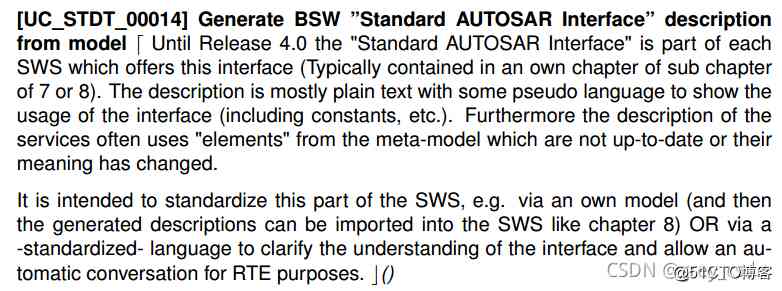 [UC_STDT_00014] Generate BSW ”Standard AUTOSAR Interface” description
from model ⌈ Until Release 4.0 the "Standard AUTOSAR Interface" is part of each
SWS which offers this interface (Typically contained in an own chapter of sub chapter
of 7 or 8). The description is mostly plain text with some pseudo language to show the
usage of the interface (including constants, etc.). Furthermore the description of the
services often uses "elements" from the meta-model which are not up-to-date or their
meaning has changed.
It is intended to standardize this part of the SWS, e.g. via an own model (and then
the generated descriptions can be imported into the SWS like chapter 8) OR via a
-standardized- language to clarify the understanding of the interface and allow an au-
tomatic conversation for RTE purposes. ⌋()
CSDN
@51CTO博客